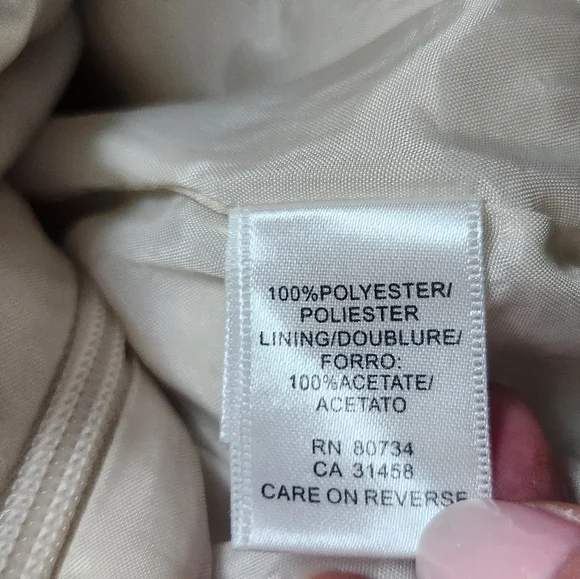 100%POLYESTER/
POLIESTER
LINING/DOUBLURE/
FORRO:
100%ACETATE/
ACETATO
RN 80734
CA 31458
CARE ON REVERSE